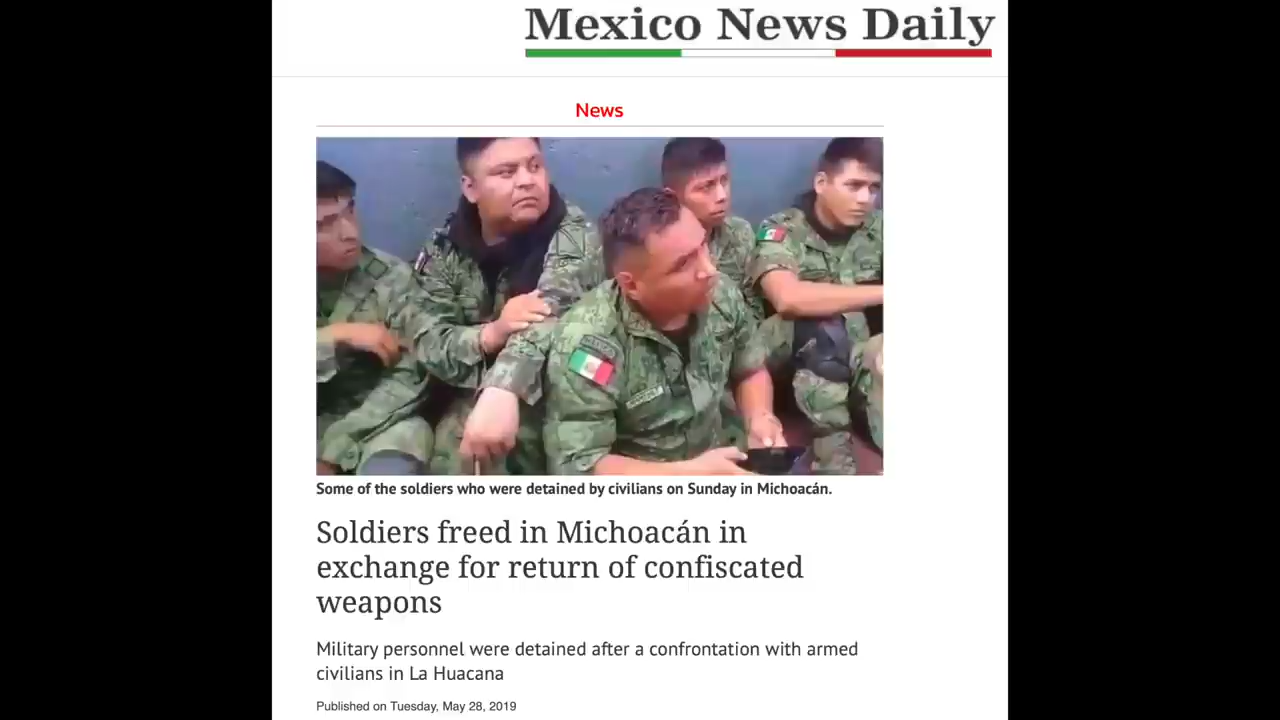 Mexico News Daily
News
MÉXICO
Some of the soldiers who were detained by civilians on Sunday in Michoacán.
Soldiers freed in Michoacán in
exchange for return of confiscated
weapons
Military personnel were detained after a confrontation with armed
civilians in La Huacana
Published on Tuesday, May 28, 2019